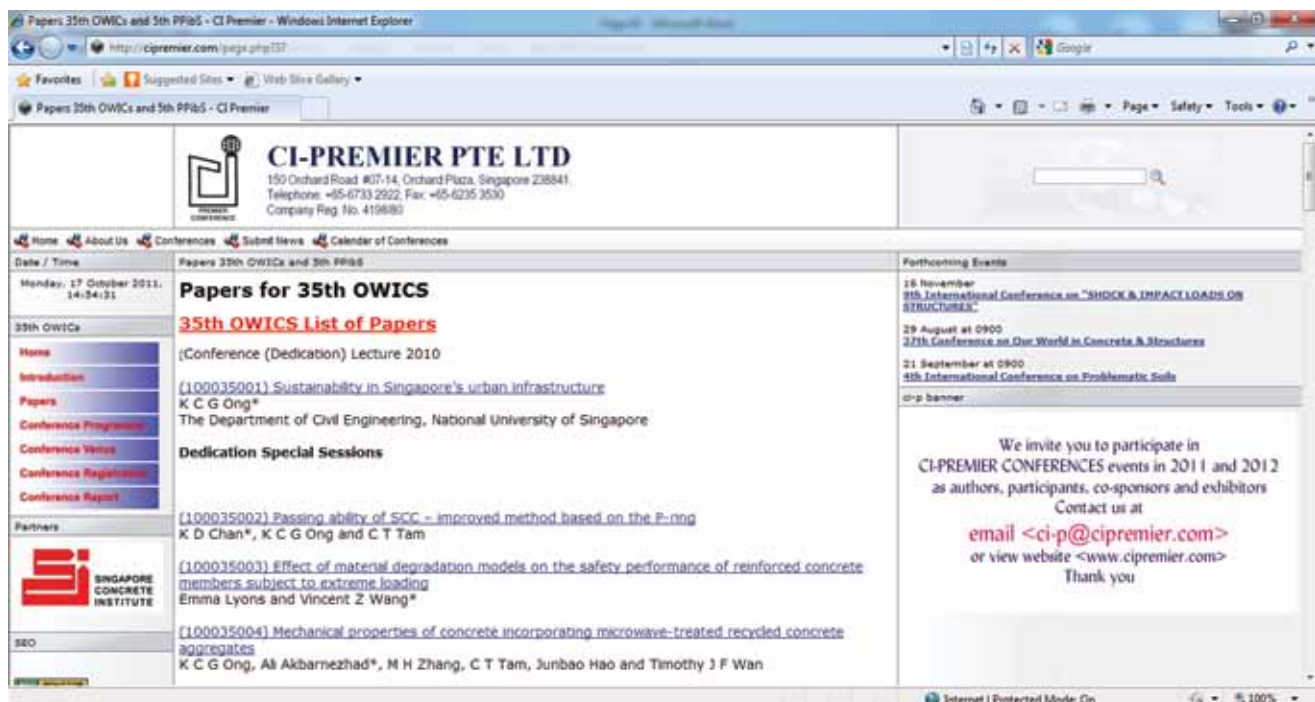 Papers 35th OWICs and 5th PPibS - CI Premier - Windows Internet Explorer
http://cipremier.com/page.php?37
Google
Favorites
Suggested Sites
Web Slice Gallery
Papers 35th OWICs and 5th PPibS - CI Premier
Page
Safety
Tools
CI-PREMIER PTE LTD
150 Orchard Road #07-14, Orchard Plaza, Singapore 238841
Telephone: +65-6733 2922, Fax: +65-6235 3530
Company Reg. No. 4198/80
PREMIER
CONFERENCE
Home About Us Conferences Submit News Calendar of Conferences
Date / Time
Monday, 17 October 2011,
14:34:31
35th OWICs
Home
Introduction
Papers
Conference Programme
Conference Venue
Conference Registration
Conference Report
Partners
SINGAPORE
CONCRETE
INSTITUTE
SEO
Papers 35th OWICs and 5th PPibS
Papers for 35th OWICS
35th OWICS List of Papers
Conference (Dedication) Lecture 2010
(100035001) Sustainability in Singapore's urban infrastructure
K C G Ong*
The Department of Civil Engineering, National University of Singapore
Dedication Special Sessions
(100035002) Passing ability of SCC – improved method based on the P-ring
K D Chan*, K C G Ong and C T Tam
(100035003) Effect of material degradation models on the safety performance of reinforced concrete
members subject to extreme loading
Emma Lyons and Vincent Z Wang*
(100035004) Mechanical properties of concrete incorporating microwave-treated recycled concrete
aggregates
K C G Ong, Ali Akbarnezhad*, M H Zhang, C T Tam, Junbao Hao and Timothy J F Wan
Forthcoming Events
18 November
9th International Conference on "SHOCK & IMPACT LOADS ON
STRUCTURES"
29 August at 0900
37th Conference on Our World in Concrete & Structures
21 September at 0900
4th International Conference on Problematic Soils
ci-p banner
We invite you to participate in
CI-PREMIER CONFERENCES events in 2011 and 2012
as authors, participants, co-sponsors and exhibitors
Contact us at
email <ci-p@cipremier.com>
or view website <www.cipremier.com>
Thank you
Internet | Protected Mode: On
100%